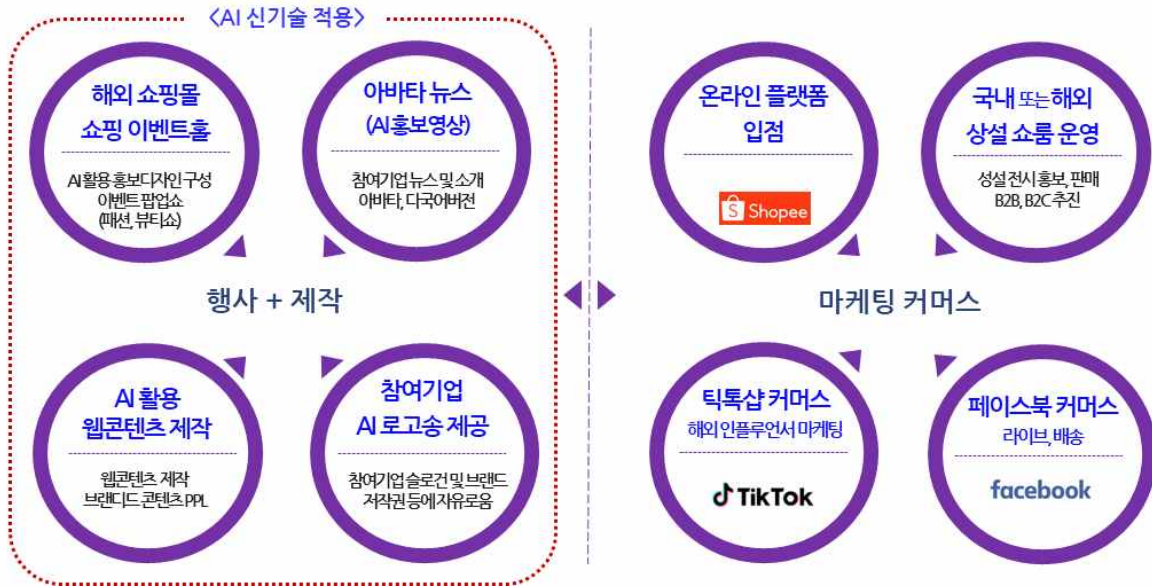 <AI 신기술 적용>
해외 쇼핑몰
쇼핑 이벤트홀
AI 활용 홍보디자인 구성
이벤트 팝업쇼
(패션, 뷰티쇼)
아바타 뉴스
(AI홍보영상)
참여기업 뉴스 및 소개
아바타, 다국어버전
행사 + 제작
AI 활용
웹콘텐츠 제작
웹콘텐츠 제작
브랜디드 콘텐츠 PPL
참여기업
AI 로고송 제공
참여기업 슬로건 및 브랜드
저작권 등에 자유로움
온라인 플랫폼
입점
S Shopee
국내 또는 해외
상설 쇼룸 운영
성설 전시 홍보, 판매
B2B, B2C 추진
마케팅 커머스
틱톡샵 커머스
해외 인플루언서 마케팅
TikTok
페이스북 커머스
라이브, 배송
facebook